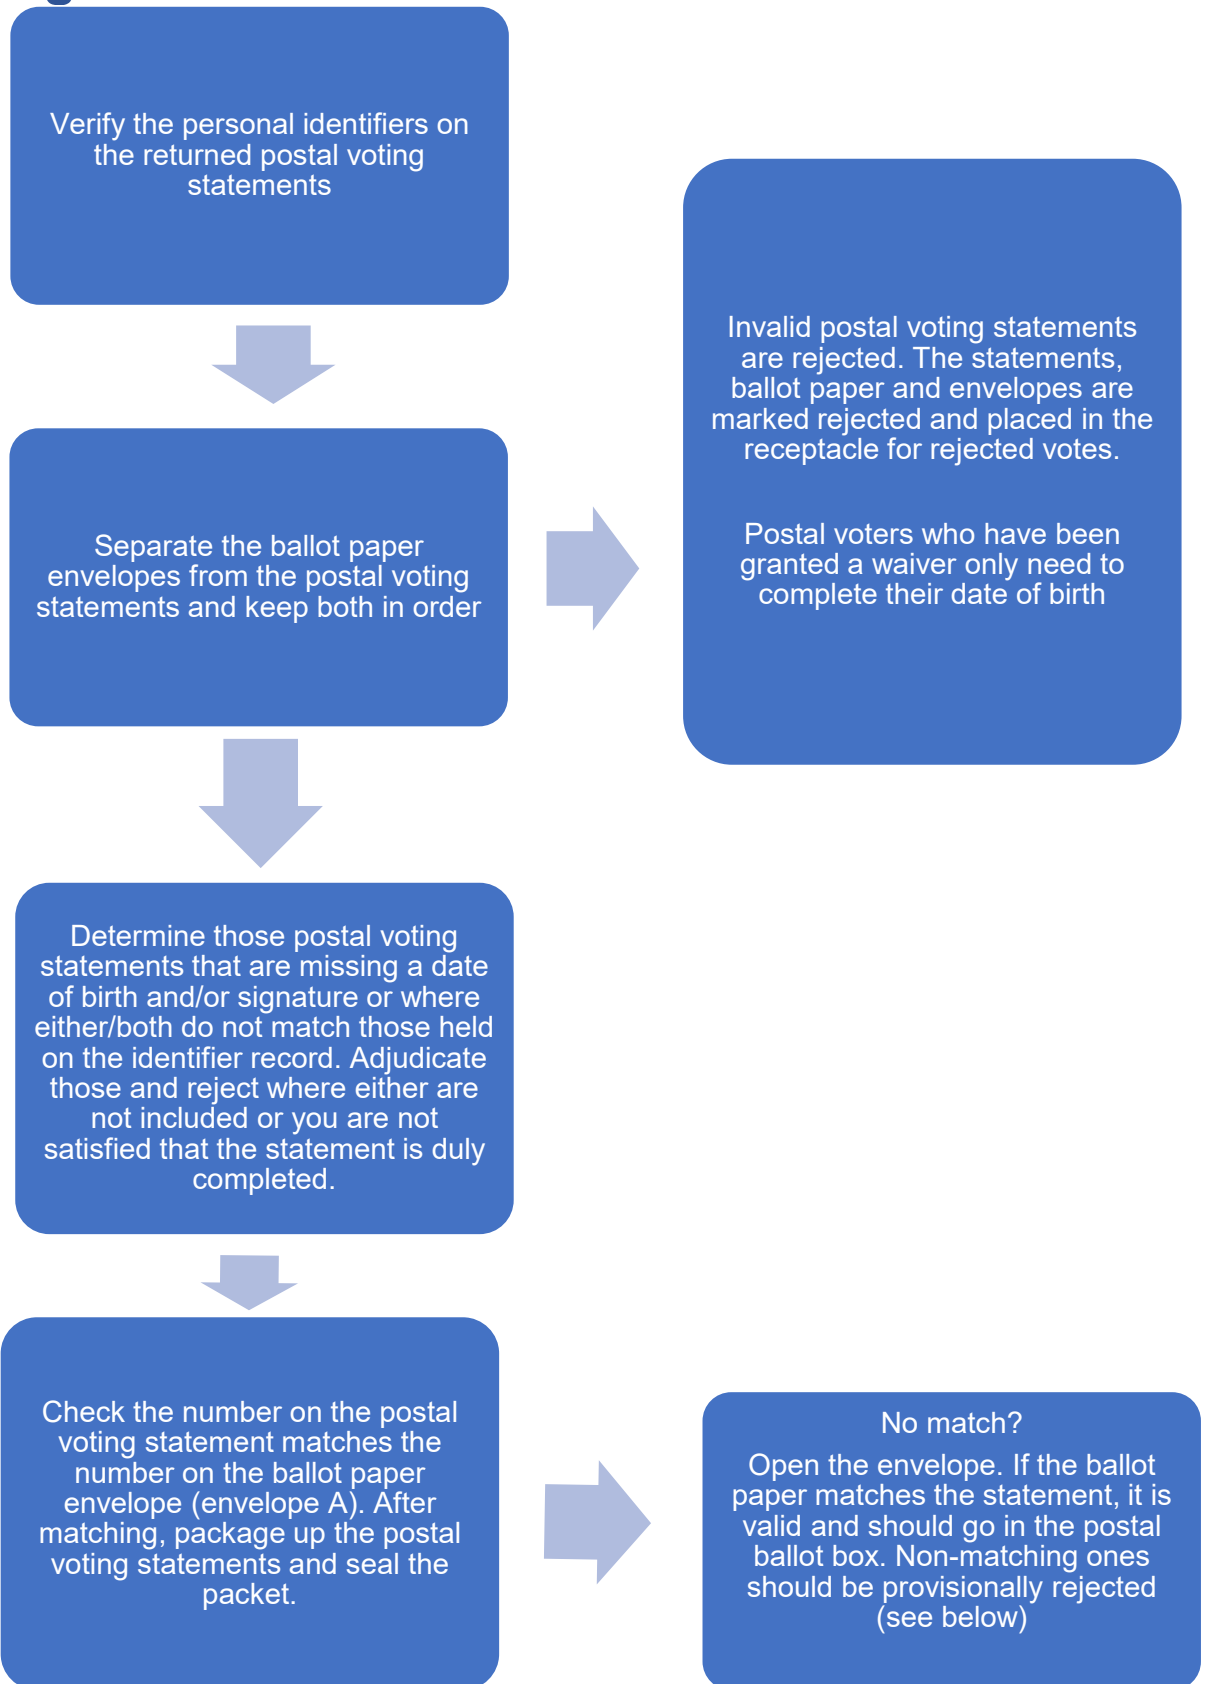 Verify the personal identifiers on
the returned postal voting
statements
Separate the ballot paper
envelopes from the postal voting
statements and keep both in order
Invalid postal voting statements
are rejected. The statements,
ballot paper and envelopes are
marked rejected and placed in the
receptacle for rejected votes.
Postal voters who have been
granted a waiver only need to
complete their date of birth
Determine those postal voting
statements that are missing a date
of birth and/or signature or where
either/both do not match those held
on the identifier record. Adjudicate
those and reject where either are
not included or you are not
satisfied that the statement is duly
completed.
Check the number on the postal
voting statement matches the
number on the ballot paper
envelope (envelope A). After
matching, package up the postal
voting statements and seal the
packet.
No match?
Open the envelope. If the ballot
paper matches the statement, it is
valid and should go in the postal
ballot box. Non-matching ones
should be provisionally rejected
(see below)